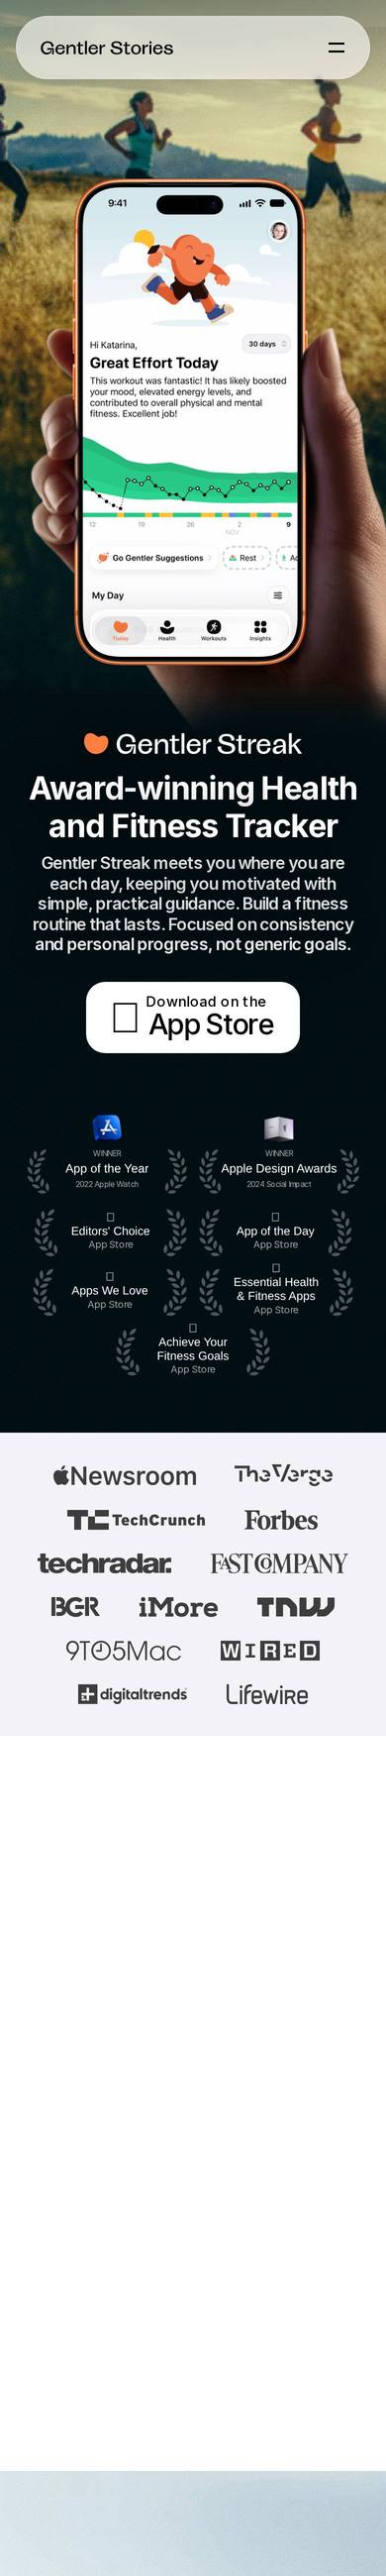 Gentler Stories
9:41
Hi Katarina,
30 days
Great Effort Today
This workout was fantastic! It has likely boosted
your mood, elevated energy levels, and
contributed to overall physical and mental
fitness. Excellent job!
12 19 26 2 9
NOV
Go Gentler Suggestions
Rest
Ac
My Day
Today Health Workouts Insights
Gentler Streak
Award-winning Health
and Fitness Tracker
Gentler Streak meets you where you are
each day, keeping you motivated with
simple, practical guidance. Build a fitness
routine that lasts. Focused on consistency
and personal progress, not generic goals.
Download on the
App Store
WINNER
App of the Year
2022 Apple Watch
WINNER
Apple Design Awards
2024 Social Impact
Editors' Choice
App Store
App of the Day
App Store
Apps We Love
App Store
Essential Health
& Fitness Apps
App Store
Achieve Your
Fitness Goals
App Store
Newsroom
The Verge
TC TechCrunch
Forbes
techradar.
FAST COMPANY
BGR
iMore
TNW
9TO5Mac
WIRED
digitaltrends
Lifewire